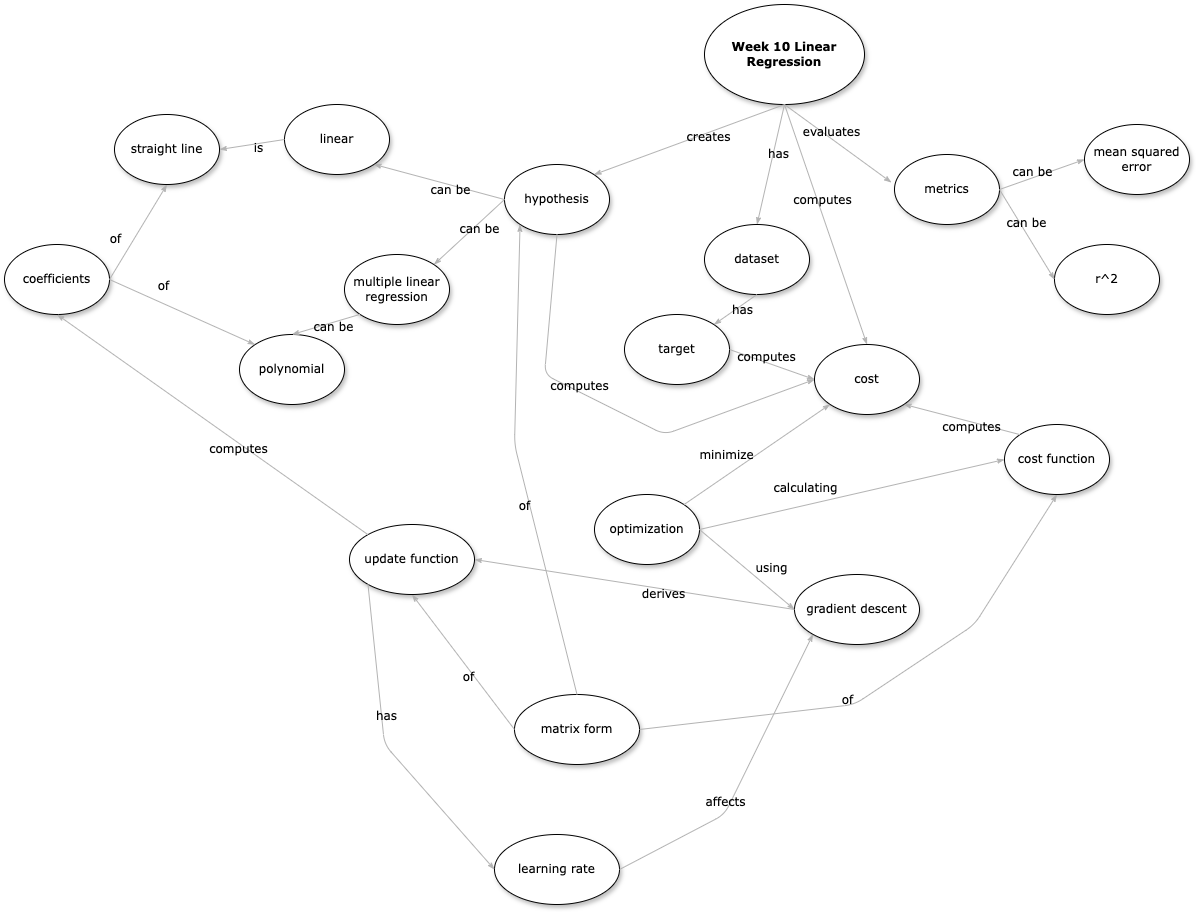 Week 10 Linear
Regression
creates
has
evaluates
computes
straight line
is
linear
can be
hypothesis
can be
metrics
can be
mean squared
error
can be
r^2
coefficients
of
of
multiple linear
regression
can be
polynomial
dataset
has
target
computes
cost
computes
computes
cost function
minimize
calculating
optimization
using
computes
update function
derives
gradient descent
of
of
matrix form
of
has
affects
learning rate